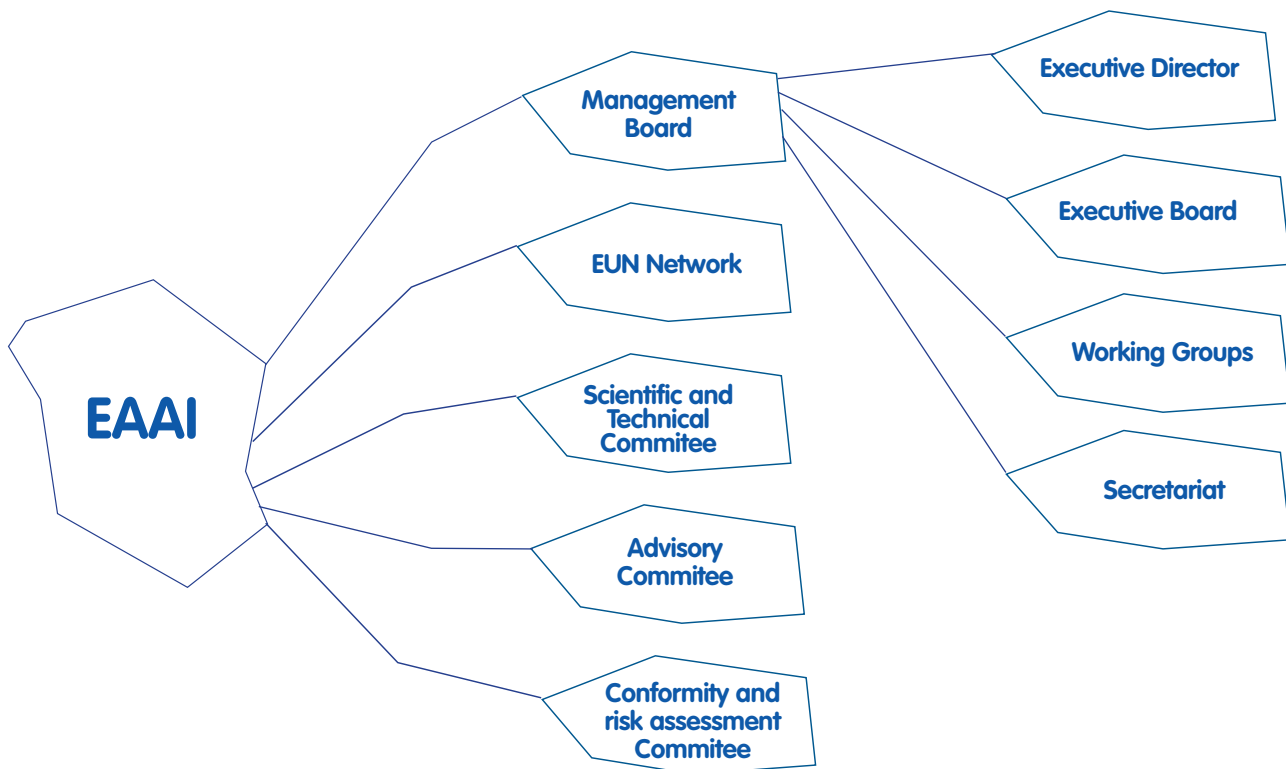 EAAI
Management
Board
EUN Network
Scientific and
Technical
Commitee
Advisory
Commitee
Conformity and
risk assessment
Commitee
Executive Director
Executive Board
Working Groups
Secretariat